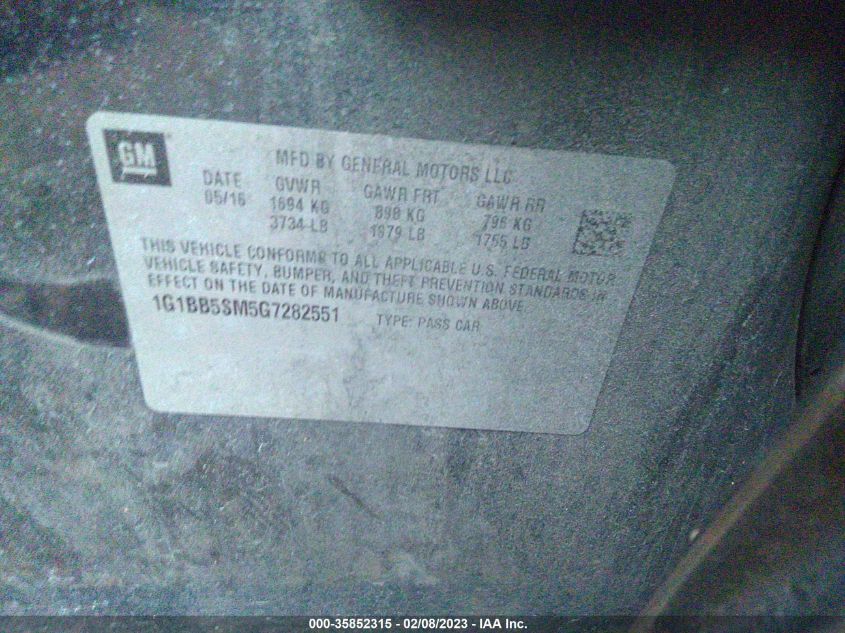 GM
MFD BY GENERAL MOTORS LLC
DATE GVWR GAWR FRT GAWR RR
05/16 1694 KG 898 KG 796 KG
3734 LB 1979 LB 1755 LB
THIS VEHICLE CONFORMS TO ALL APPLICABLE U.S. FEDERAL MOTOR
VEHICLE SAFETY, BUMPER, AND THEFT PREVENTION STANDARDS IN
EFFECT ON THE DATE OF MANUFACTURE SHOWN ABOVE
1G1BB5SM5G7282551 TYPE: PASS CAR
000-35852315 - 02/08/2023 - IAA Inc.